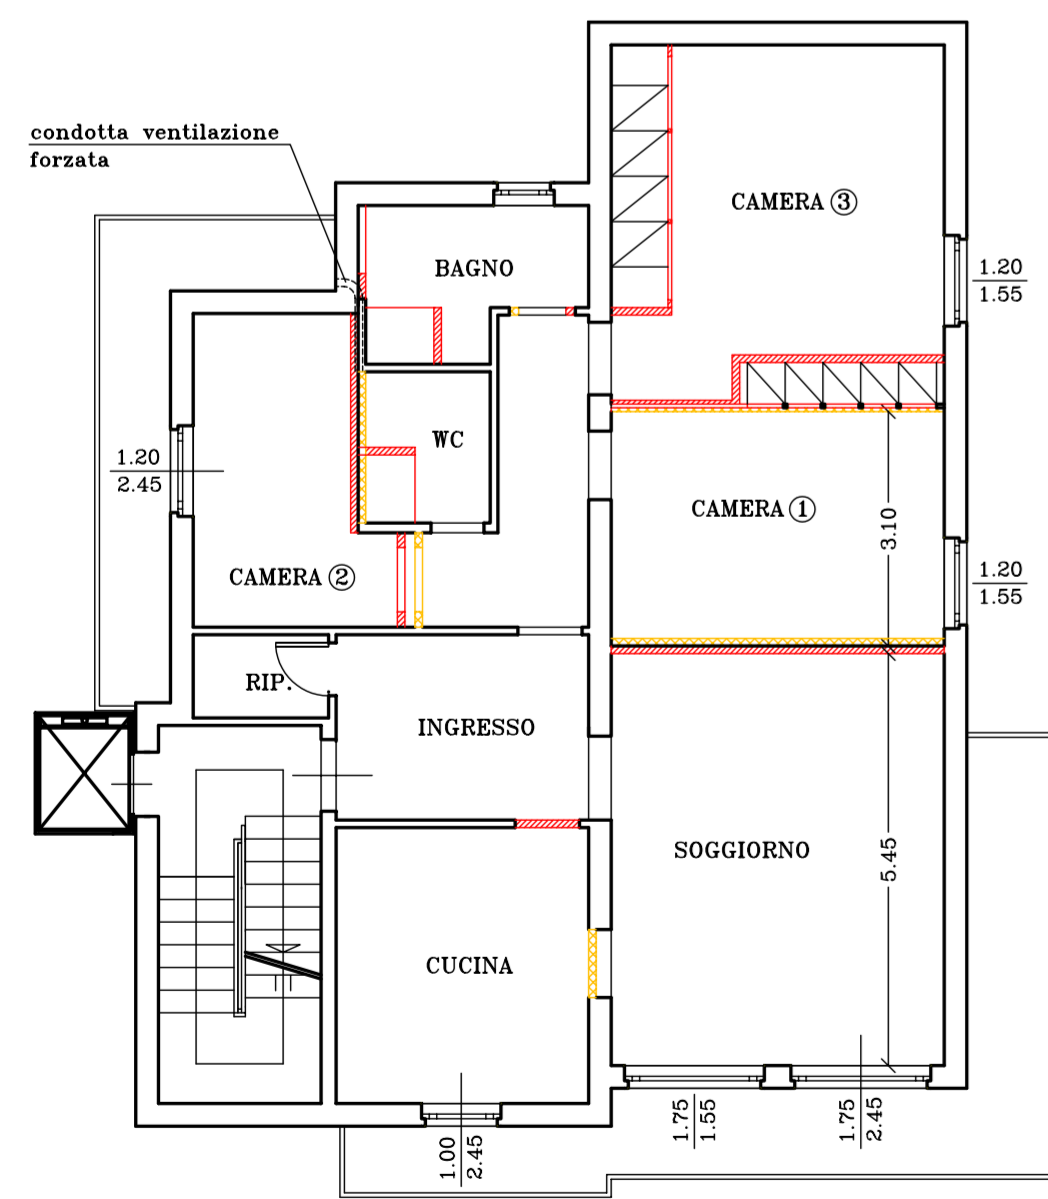 condotta ventilazione
forzata
CAMERA 3
BAGNO
1.20
1.55
WC
1.20
2.45
CAMERA 1
3.10
CAMERA 2
1.20
1.55
RIP.
INGRESSO
SOGGIORNO
5.45
CUCINA
1.00
2.45
1.75
1.55
1.75
2.45